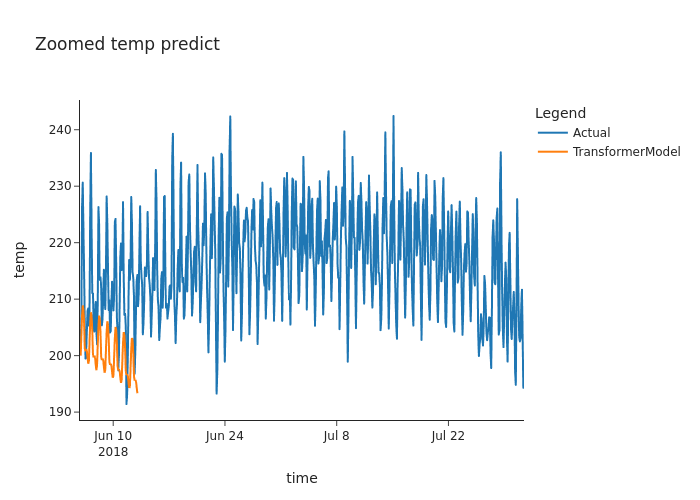 Zoomed temp predict
Legend
Actual
TransformerModel
temp
240
230
220
210
200
190
Jun 10
2018
Jun 24
Jul 8
Jul 22
time